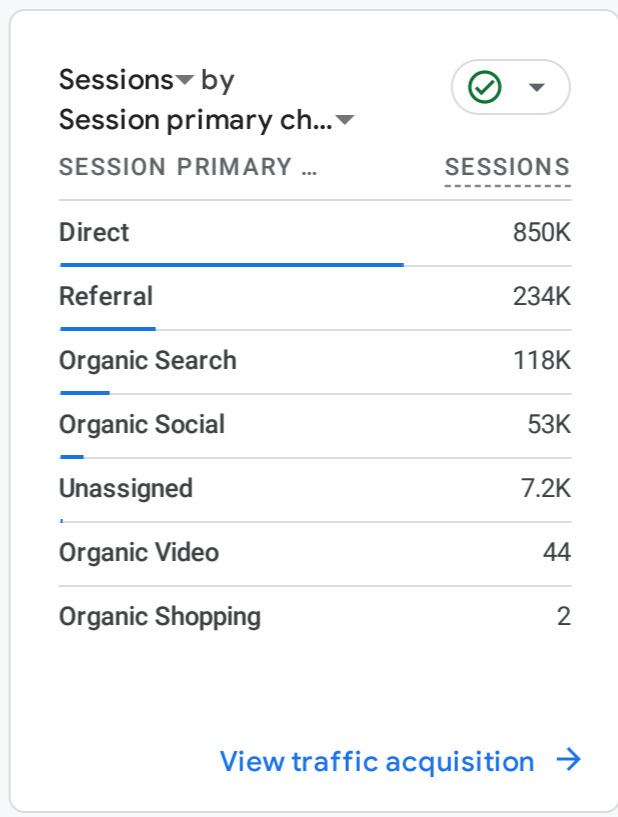 Sessions by
Session primary ch...
SESSION PRIMARY ... SESSIONS
Direct 850K
Referral 234K
Organic Search 118K
Organic Social 53K
Unassigned 7.2K
Organic Video 44
Organic Shopping 2
View traffic acquisition